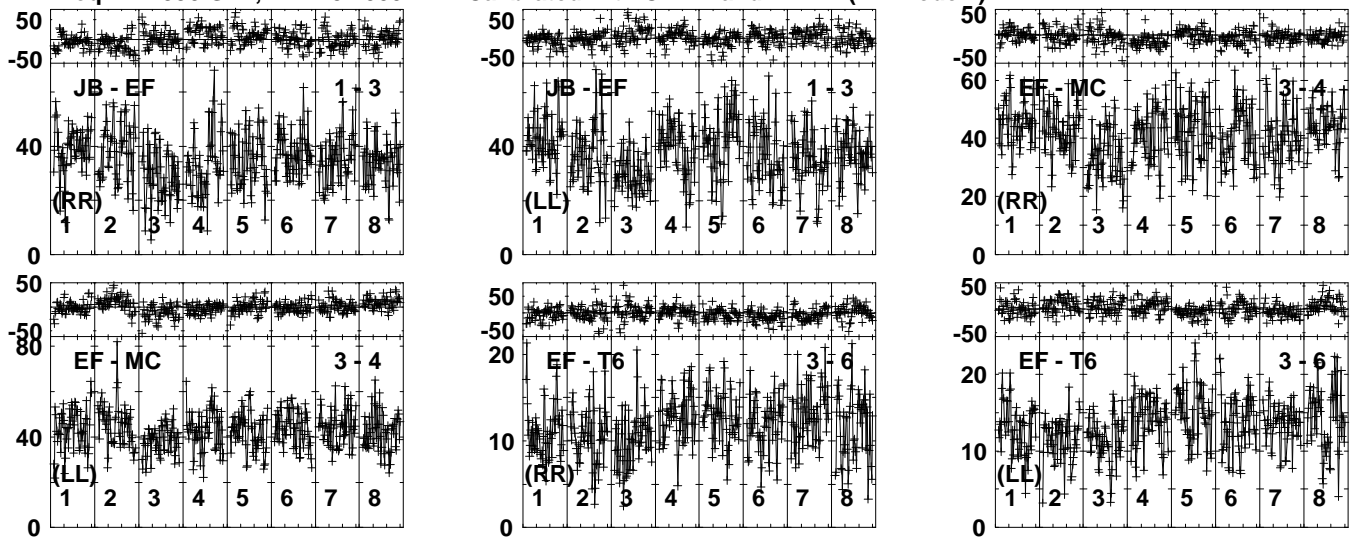 50 50 50
-50 -50 -50
JB - EF 1 - 3 JB - EF 1 - 3 60 EF - MC 3 - 4
40 40 40
(RR) (LL) 20 (RR)
1 2 3 4 5 6 7 8 1 2 3 4 5 6 7 8 1 2 3 4 5 6 7 8
0 0 0
50 50 50
-50 -50 -50
80 EF - MC 3 - 4 20 EF - T6 3 - 6 EF - T6 3 - 6
20
40 10 10
(LL) (RR) (LL)
1 2 3 4 5 6 7 8 1 2 3 4 5 6 7 8 1 2 3 4 5 6 7 8
0 0 0